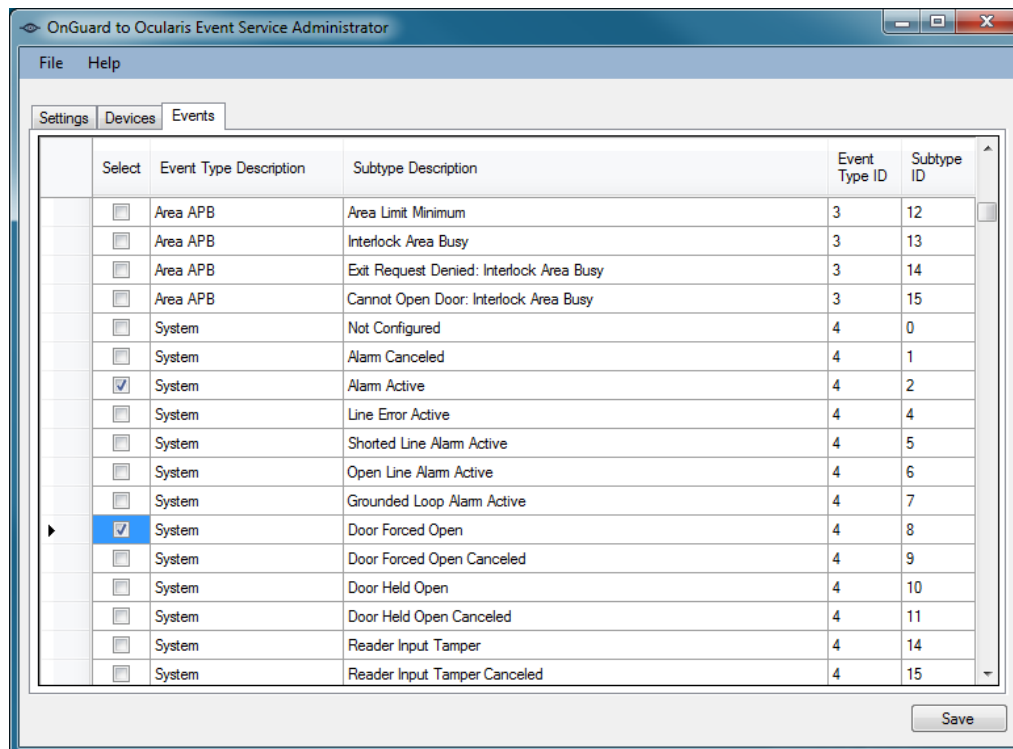 OnGuard to Ocularis Event Service Administrator
File Help
Settings Devices Events
Select Event Type Description Subtype Description Event Type ID Subtype ID
Area APB Area Limit Minimum 3 12
Area APB Interlock Area Busy 3 13
Area APB Exit Request Denied: Interlock Area Busy 3 14
Area APB Cannot Open Door: Interlock Area Busy 3 15
System Not Configured 4 0
System Alarm Canceled 4 1
System Alarm Active 4 2
System Line Error Active 4 4
System Shorted Line Alarm Active 4 5
System Open Line Alarm Active 4 6
System Grounded Loop Alarm Active 4 7
System Door Forced Open 4 8
System Door Forced Open Canceled 4 9
System Door Held Open 4 10
System Door Held Open Canceled 4 11
System Reader Input Tamper 4 14
System Reader Input Tamper Canceled 4 15
Save